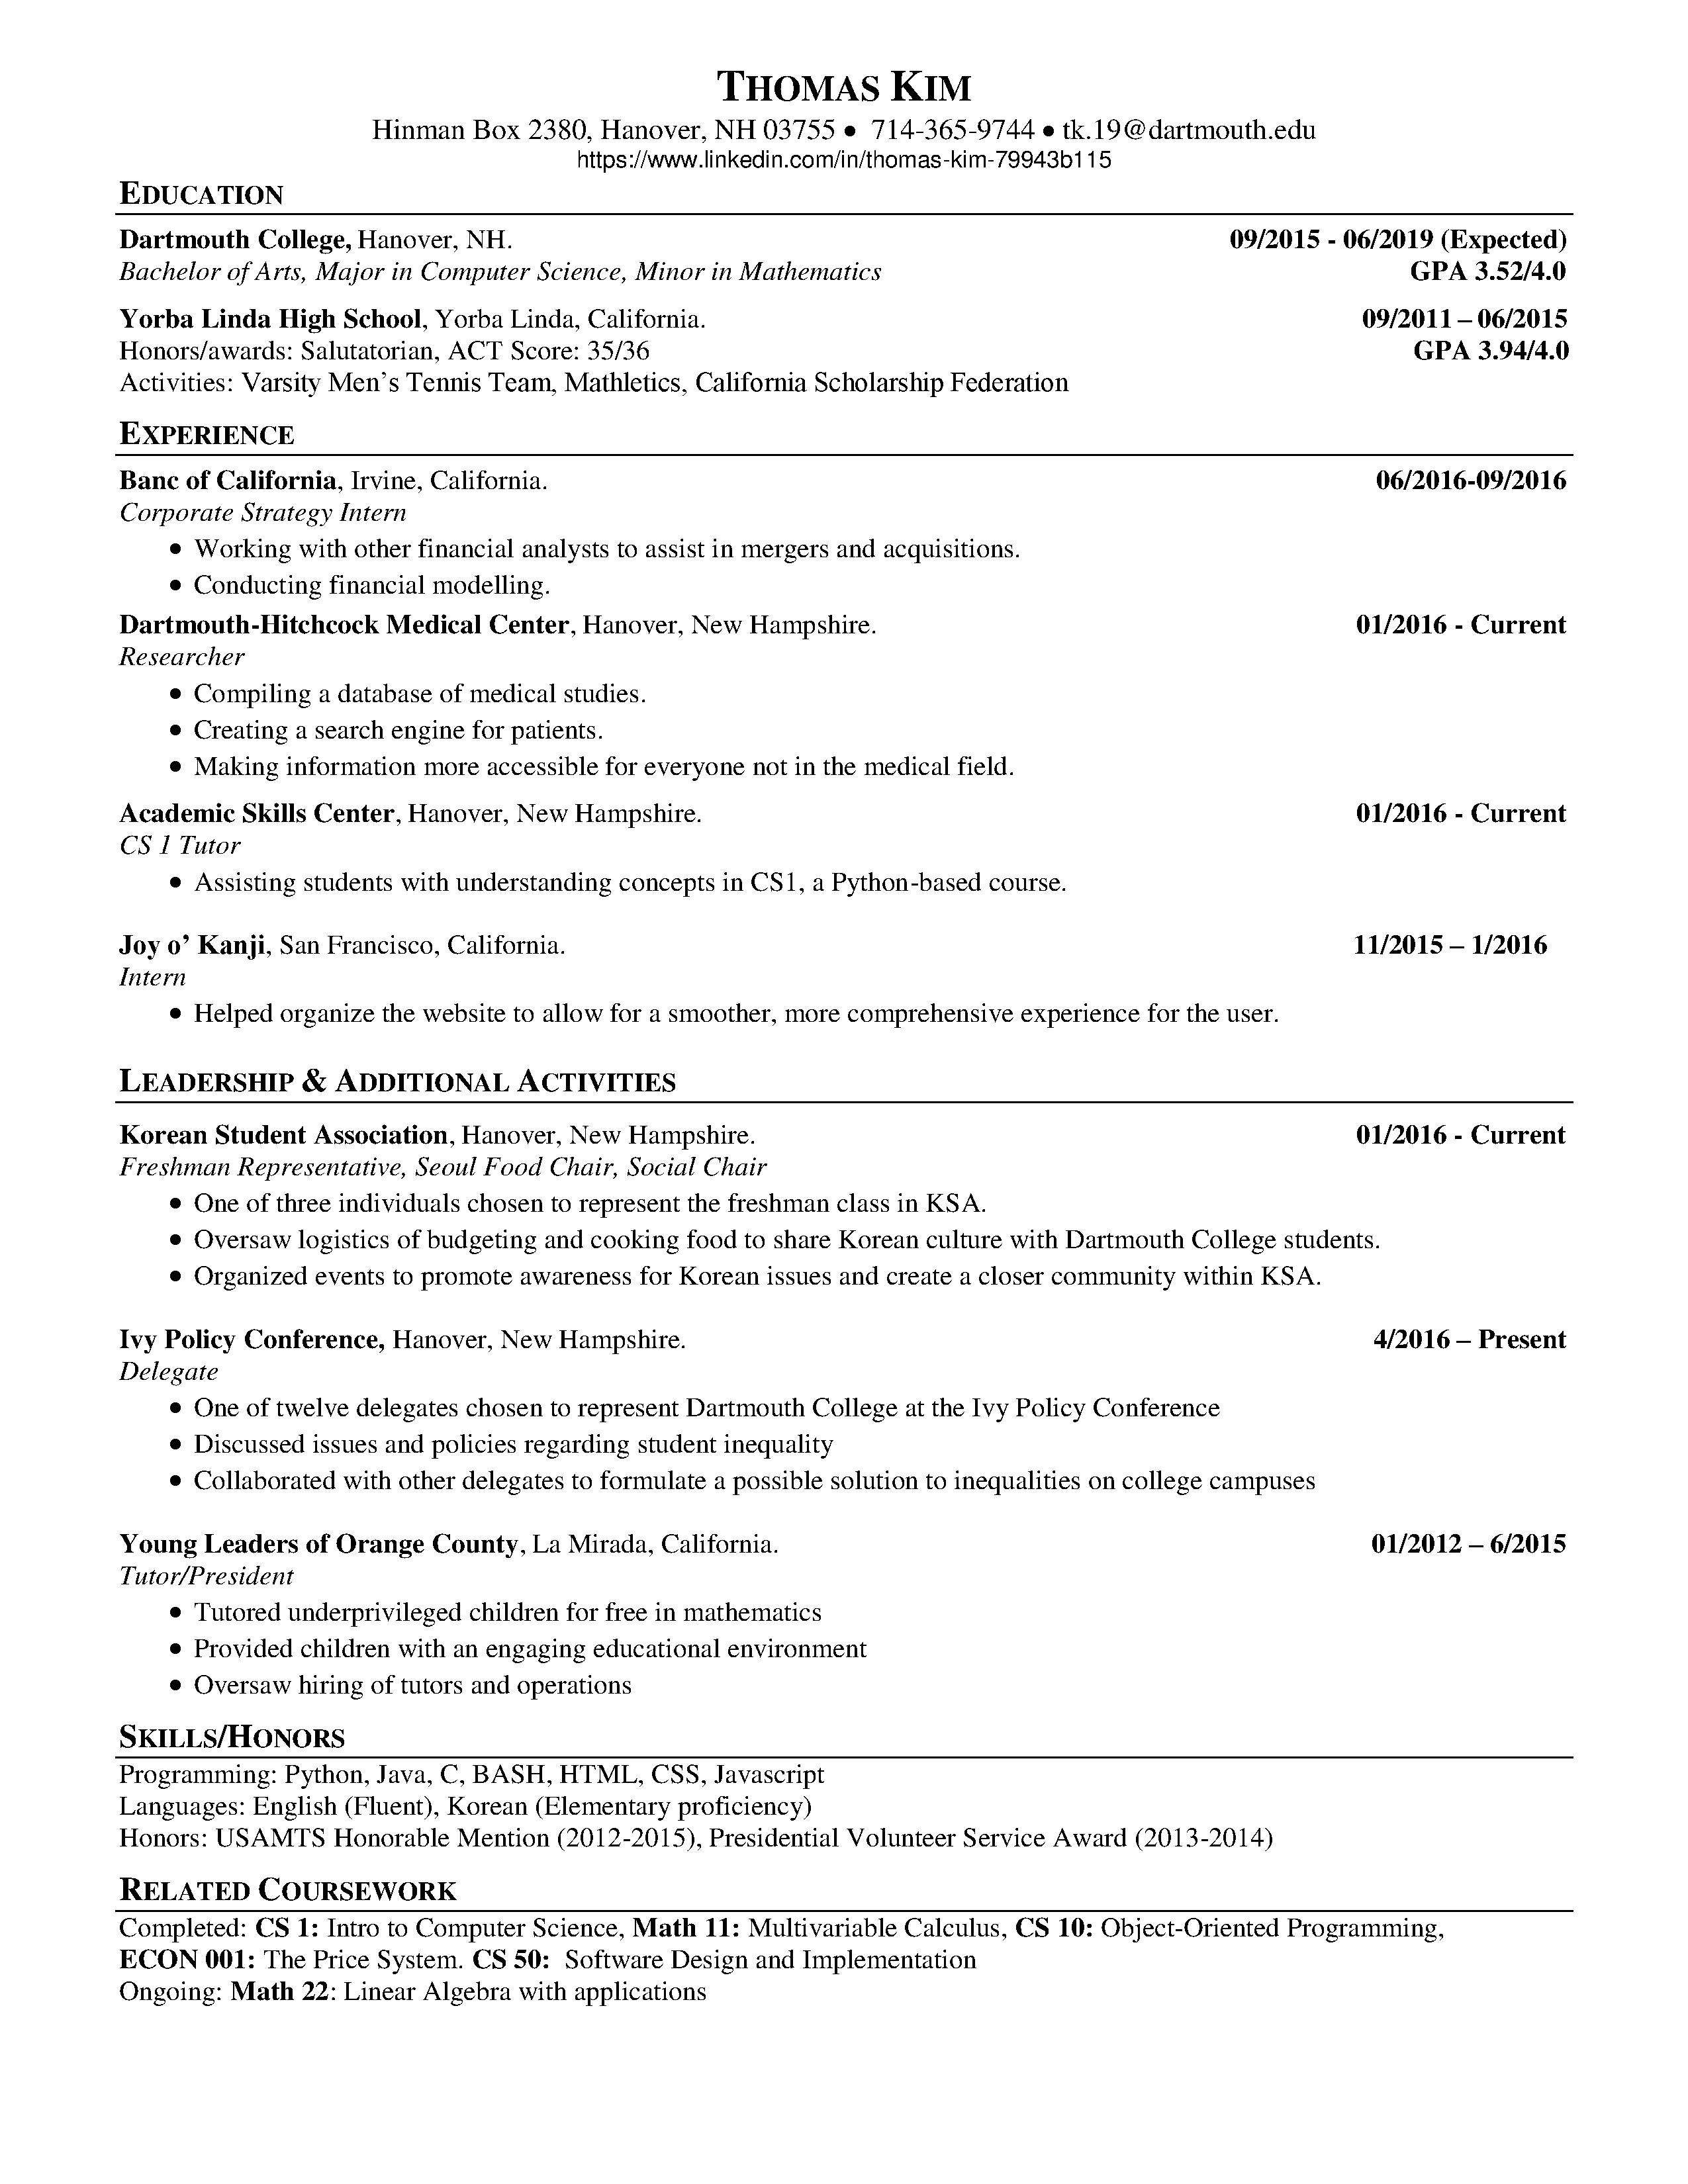 THOMAS KIM
Hinman Box 2380, Hanover, NH 03755 ● 714-365-9744 ● tk.19@dartmouth.edu
https://www.linkedin.com/in/thomas-kim-79943b115
EDUCATION
Dartmouth College, Hanover, NH. 09/2015 - 06/2019 (Expected)
Bachelor of Arts, Major in Computer Science, Minor in Mathematics GPA 3.52/4.0
Yorba Linda High School, Yorba Linda, California. 09/2011 – 06/2015
Honors/awards: Salutatorian, ACT Score: 35/36 GPA 3.94/4.0
Activities: Varsity Men's Tennis Team, Mathletics, California Scholarship Federation
EXPERIENCE
Banc of California, Irvine, California. 06/2016-09/2016
Corporate Strategy Intern
● Working with other financial analysts to assist in mergers and acquisitions.
● Conducting financial modelling.
Dartmouth-Hitchcock Medical Center, Hanover, New Hampshire. 01/2016 - Current
Researcher
● Compiling a database of medical studies.
● Creating a search engine for patients.
● Making information more accessible for everyone not in the medical field.
Academic Skills Center, Hanover, New Hampshire. 01/2016 - Current
CS 1 Tutor
● Assisting students with understanding concepts in CS1, a Python-based course.
Joy o' Kanji, San Francisco, California. 11/2015 – 1/2016
Intern
● Helped organize the website to allow for a smoother, more comprehensive experience for the user.
LEADERSHIP & ADDITIONAL ACTIVITIES
Korean Student Association, Hanover, New Hampshire. 01/2016 - Current
Freshman Representative, Seoul Food Chair, Social Chair
● One of three individuals chosen to represent the freshman class in KSA.
● Oversaw logistics of budgeting and cooking food to share Korean culture with Dartmouth College students.
● Organized events to promote awareness for Korean issues and create a closer community within KSA.
Ivy Policy Conference, Hanover, New Hampshire. 4/2016 – Present
Delegate
● One of twelve delegates chosen to represent Dartmouth College at the Ivy Policy Conference
● Discussed issues and policies regarding student inequality
● Collaborated with other delegates to formulate a possible solution to inequalities on college campuses
Young Leaders of Orange County, La Mirada, California. 01/2012 – 6/2015
Tutor/President
● Tutored underprivileged children for free in mathematics
● Provided children with an engaging educational environment
● Oversaw hiring of tutors and operations
SKILLS/HONORS
Programming: Python, Java, C, BASH, HTML, CSS, Javascript
Languages: English (Fluent), Korean (Elementary proficiency)
Honors: USAMTS Honorable Mention (2012-2015), Presidential Volunteer Service Award (2013-2014)
RELATED COURSEWORK
Completed: CS 1: Intro to Computer Science, Math 11: Multivariable Calculus, CS 10: Object-Oriented Programming,
ECON 001: The Price System. CS 50: Software Design and Implementation
Ongoing: Math 22: Linear Algebra with applications